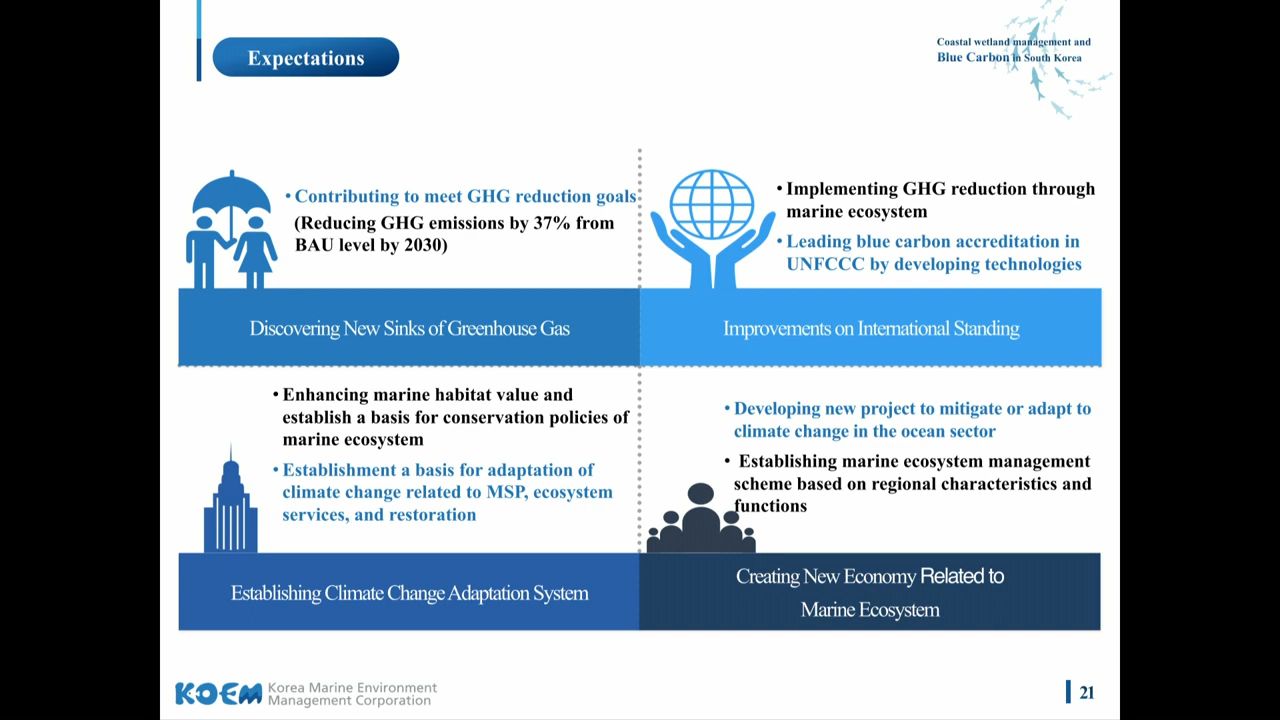 Expectations
Coastal wetland management and
Blue Carbon in South Korea
• Contributing to meet GHG reduction goals
(Reducing GHG emissions by 37% from
BAU level by 2030)
• Implementing GHG reduction through
marine ecosystem
• Leading blue carbon accreditation in
UNFCCC by developing technologies
Discovering New Sinks of Greenhouse Gas
Improvements on International Standing
• Enhancing marine habitat value and
establish a basis for conservation policies of
marine ecosystem
• Establishment a basis for adaptation of
climate change related to MSP, ecosystem
services, and restoration
• Developing new project to mitigate or adapt to
climate change in the ocean sector
• Establishing marine ecosystem management
scheme based on regional characteristics and
functions
Establishing Climate Change Adaptation System
Creating New Economy Related to
Marine Ecosystem
KOEM
Korea Marine Environment
Management Corporation
21